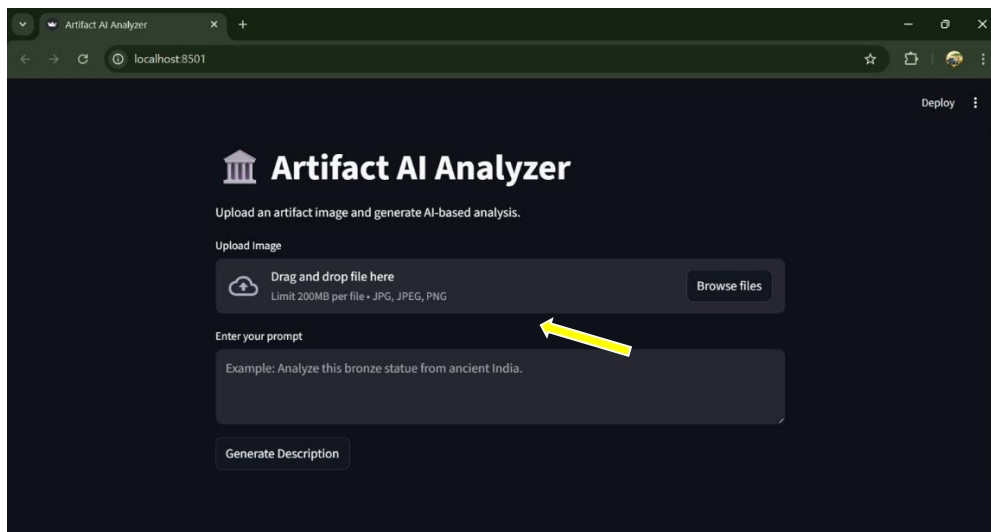 Artifact AI Analyzer
localhost:8501
Deploy
Artifact AI Analyzer
Upload an artifact image and generate AI-based analysis.
Upload Image
Drag and drop file here
Limit 200MB per file • JPG, JPEG, PNG
Browse files
Enter your prompt
Example: Analyze this bronze statue from ancient India.
Generate Description